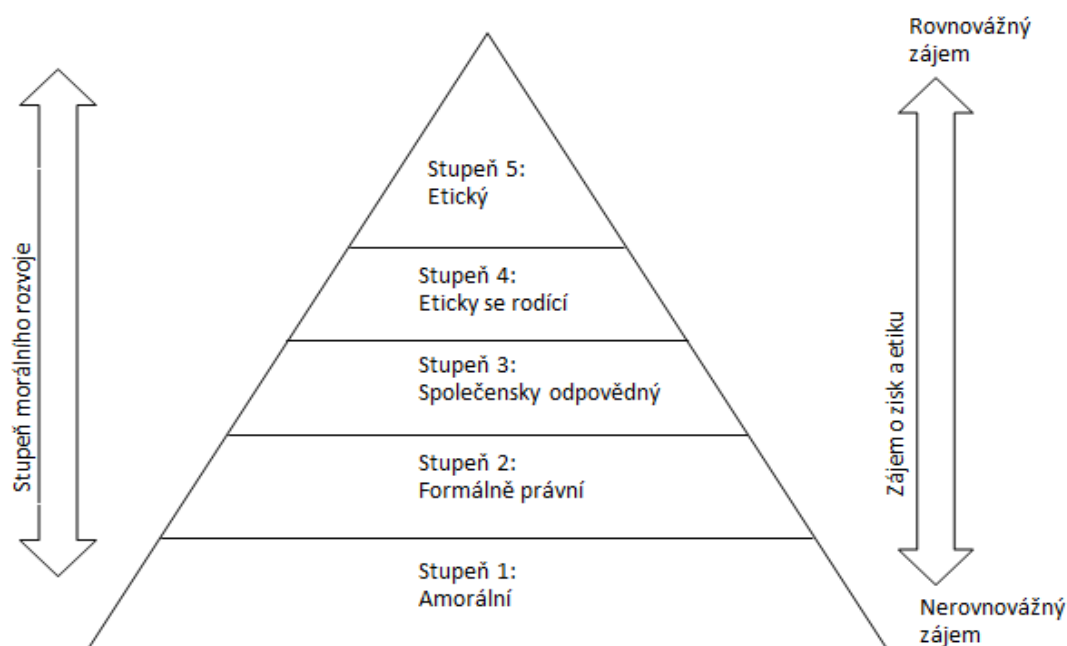 Rovnovážný
zájem
Stupeň morálního rozvoje
Stupeň 5:
Etický
Stupeň 4:
Eticky se rodící
Stupeň 3:
Společensky odpovědný
Stupeň 2:
Formálně právní
Stupeň 1:
Amorální
Zájem o zisk a etiku
Nerovnovážný
zájem